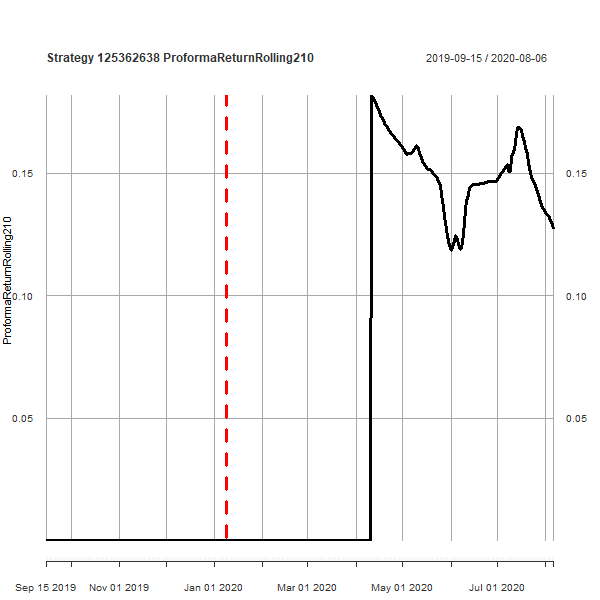 Strategy 125362638 ProformaReturnRolling210
2019-09-15 / 2020-08-06
ProformaReturnRolling210
0.15
0.15
0.10
0.10
0.05
0.05
Sep 15 2019
Nov 01 2019
Jan 01 2020
Mar 01 2020
May 01 2020
Jul 01 2020